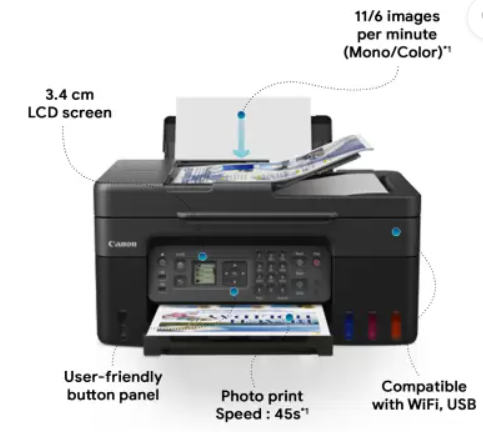 11/6 images
per minute
(Mono/Color)*1
3.4 cm
LCD screen
Canon
User-friendly
button panel
Photo print
Speed : 45s*1
Compatible
with WiFi, USB